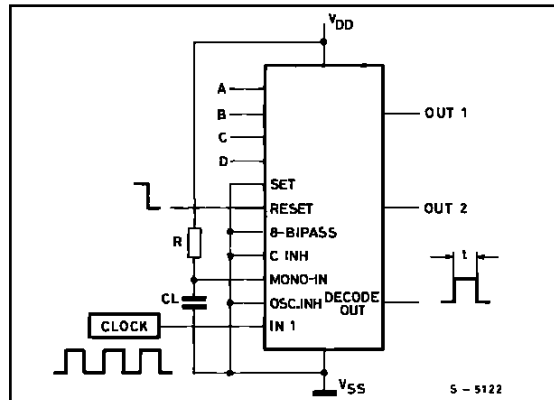 VDD
A
B
C
D
OUT 1
SET
RESET
OUT 2
8-BIPASS
R
C INH
t
MONO-IN
CL
OSC.INH
DECODE
OUT
CLOCK
IN 1
VSS
S - 5122